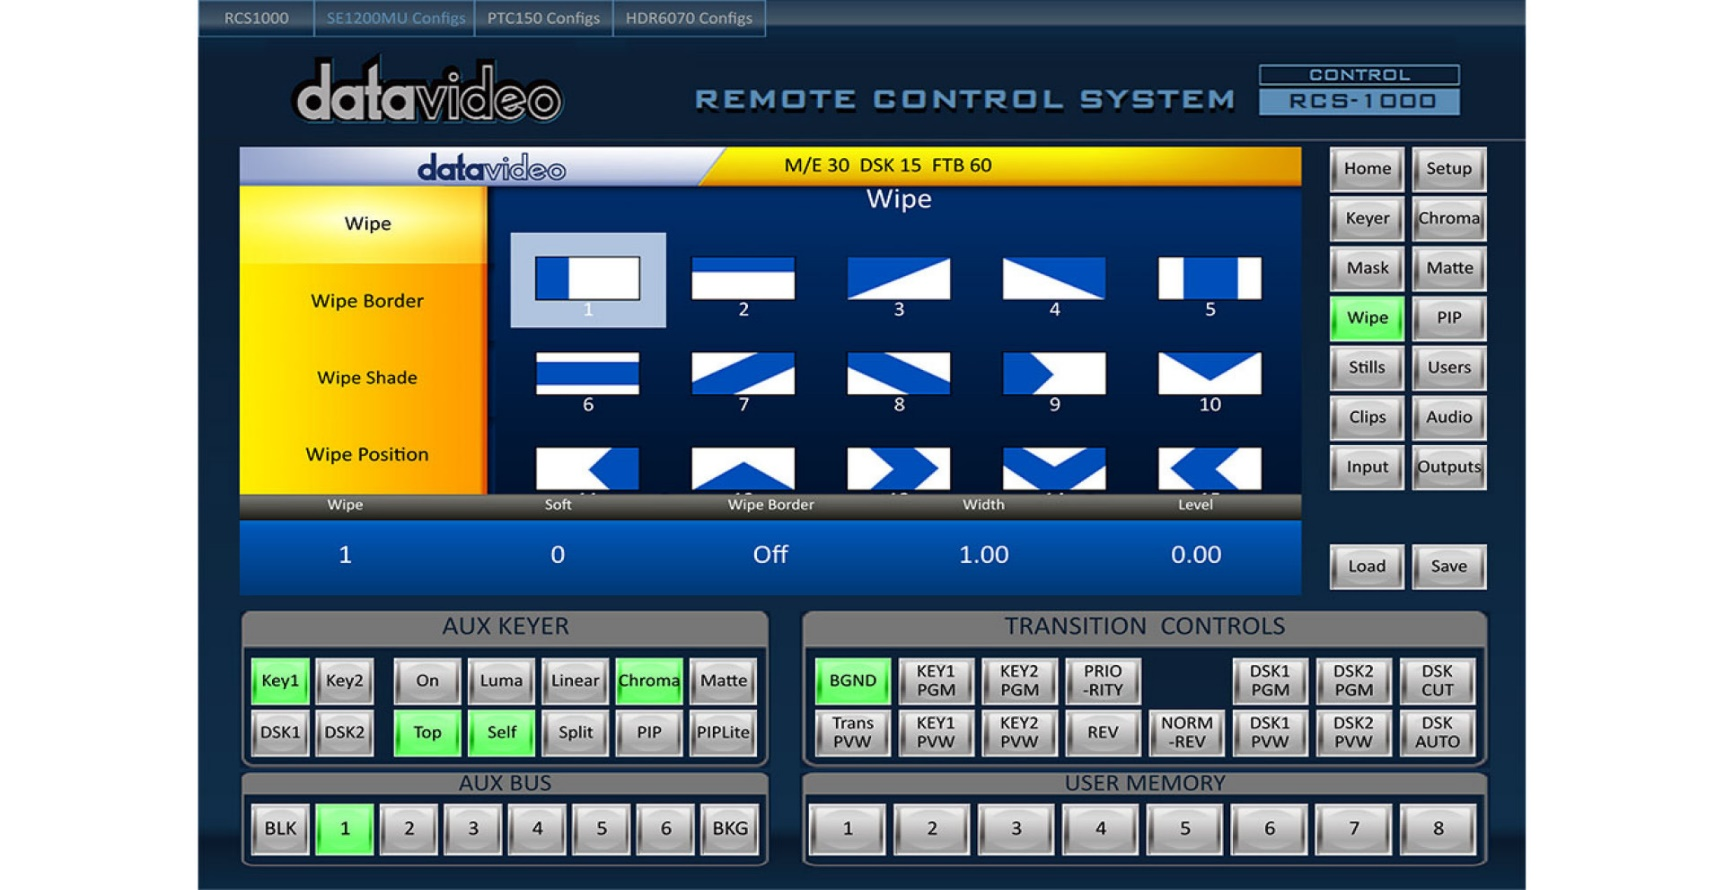 RCS1000 SE1200MU Configs PTC150 Configs HDR6070 Configs
datavideo
REMOTE CONTROL SYSTEM
CONTROL
RCS-1000
datavideo
M/E 30 DSK 15 FTB 60
Wipe
Wipe
Wipe Border
Wipe Shade
Wipe Position
1 2 3 4 5
6 7 8 9 10
Wipe Soft Wipe Border Width Level
1 0 Off 1.00 0.00
Home Setup
Keyer Chroma
Mask Matte
Wipe PIP
Stills Users
Clips Audio
Input Outputs
Load Save
AUX KEYER
Key1 Key2 On Luma Linear Chroma Matte
DSK1 DSK2 Top Self Split PIP PIPLite
TRANSITION CONTROLS
BGND KEY1 PGM KEY2 PGM PRIO -RITY DSK1 PGM DSK2 PGM DSK CUT
Trans PVW KEY1 PVW KEY2 PVW REV NORM -REV DSK1 PVW DSK2 PVW DSK AUTO
AUX BUS
BLK 1 2 3 4 5 6 BKG
USER MEMORY
1 2 3 4 5 6 7 8